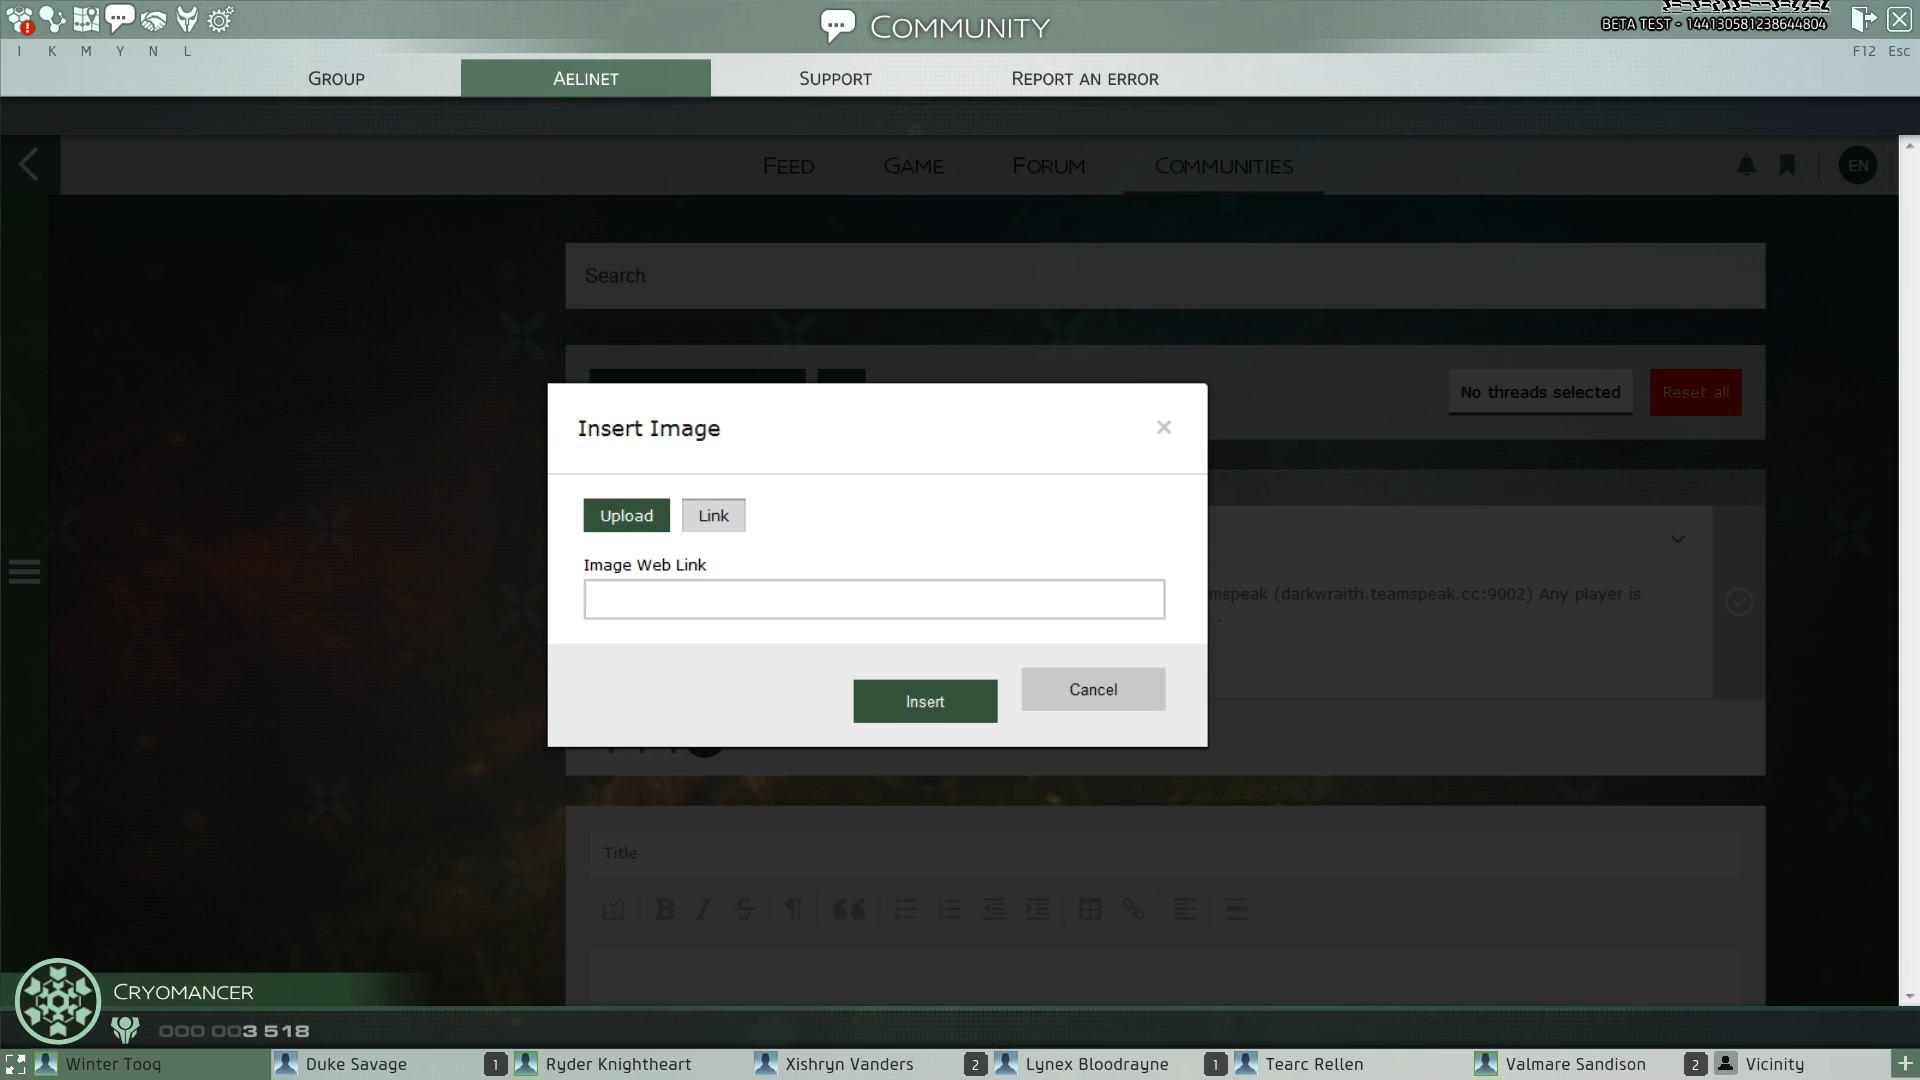 COMMUNITY
BETA TEST - 144130581238644804
I K M Y N L
F12 Esc
GROUP
AELINET
SUPPORT
REPORT AN ERROR
FEED
GAME
FORUM
COMMUNITIES
EN
Search
No threads selected
Reset all
Insert Image
Upload
Link
Image Web Link
mspeak (darkwraith.teamspeak.cc:9002) Any player is
Insert
Cancel
Title
CRYOMANCER
000 003 518
Winter Tooq
Duke Savage
1 Ryder Knightheart
Xishryn Vanders
2 Lynex Bloodrayne
1 Tearc Rellen
Valmare Sandison
2 Vicinity